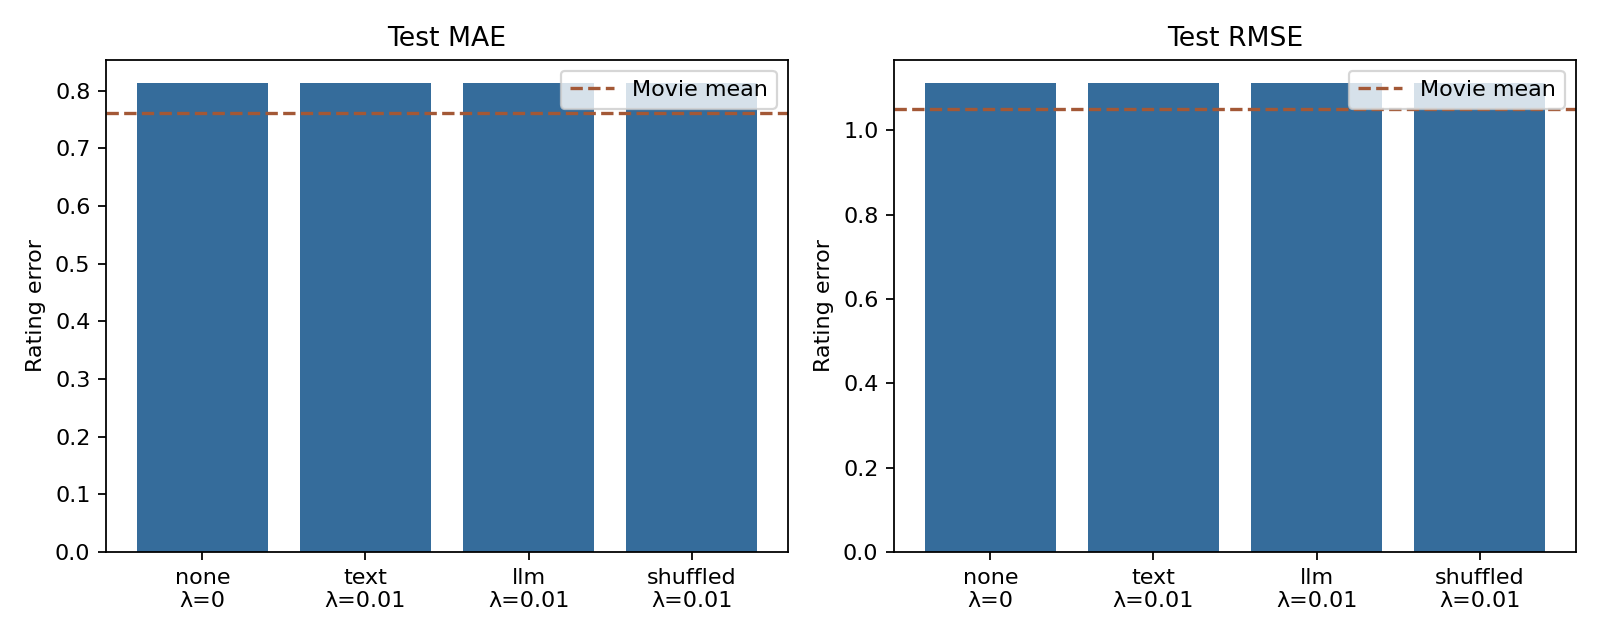 Test MAE
Movie mean
Rating error
0.8
0.7
0.6
0.5
0.4
0.3
0.2
0.1
0.0
none
λ=0
text
λ=0.01
llm
λ=0.01
shuffled
λ=0.01
Test RMSE
Movie mean
Rating error
1.0
0.8
0.6
0.4
0.2
0.0
none
λ=0
text
λ=0.01
llm
λ=0.01
shuffled
λ=0.01